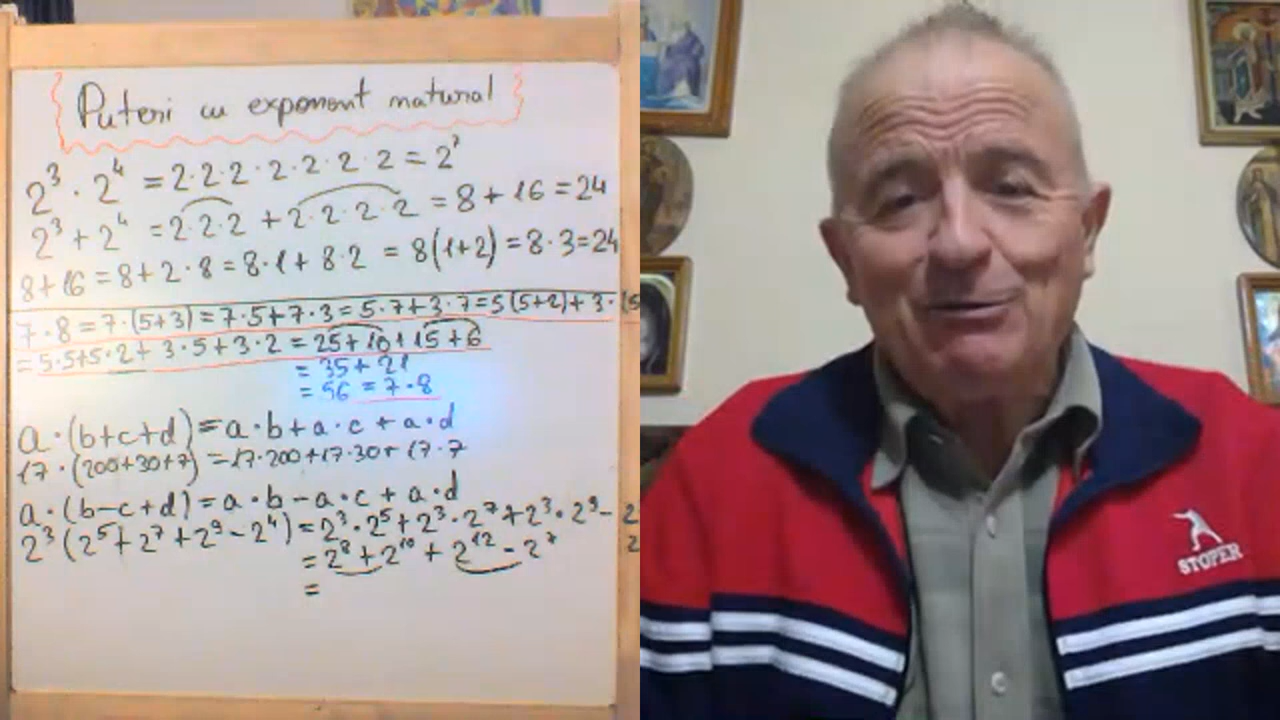 Puteri cu exponent natural
2³ · 2⁴ = 2·2·2·2·2·2·2 = 2⁷
2³ + 2⁴ = 2·2·2 + 2·2·2·2 = 8 + 16 = 24
8 + 16 = 8 + 2·8 = 8·1 + 8·2 = 8(1+2) = 8·3=24
7·8 = 7·(5+3) = 7·5+7·3 = 5·7+3·7=5(5+2)+3·(5
= 5·5+5·2+ 3·5+3·2 = 25+10+15+6
= 35+21
= 56 = 7·8
a·(b+c+d) = a·b+a·c+a·d
17·(200+30+7) = 17·200+17·30+17·7
a·(b-c+d) = a·b-a·c+a·d
2³(2⁵+2⁷+2⁹-2⁴) = 2³·2⁵+2³·2⁷+2³·2⁹-2
= 2⁸+2¹⁰+2¹²-2⁷
=
STOPER